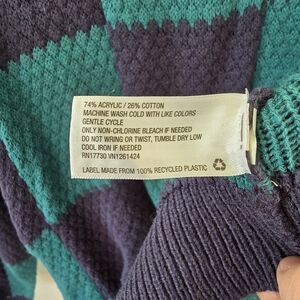 74% ACRYLIC / 26% COTTON
MACHINE WASH COLD WITH LIKE COLORS
GENTLE CYCLE
ONLY NON-CHLORINE BLEACH IF NEEDED
DO NOT WRING OR TWIST, TUMBLE DRY LOW
COOL IRON IF NEEDED
RN17730 VN1261424
LABEL MADE FROM 100% RECYCLED PLASTIC